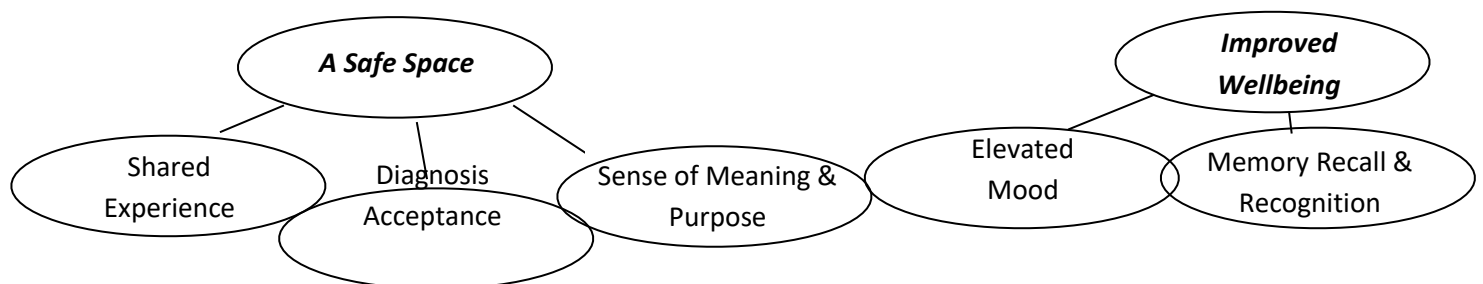 A Safe Space
Improved
Wellbeing
Shared
Experience
Diagnosis
Acceptance
Sense of Meaning &
Purpose
Elevated
Mood
Memory Recall &
Recognition